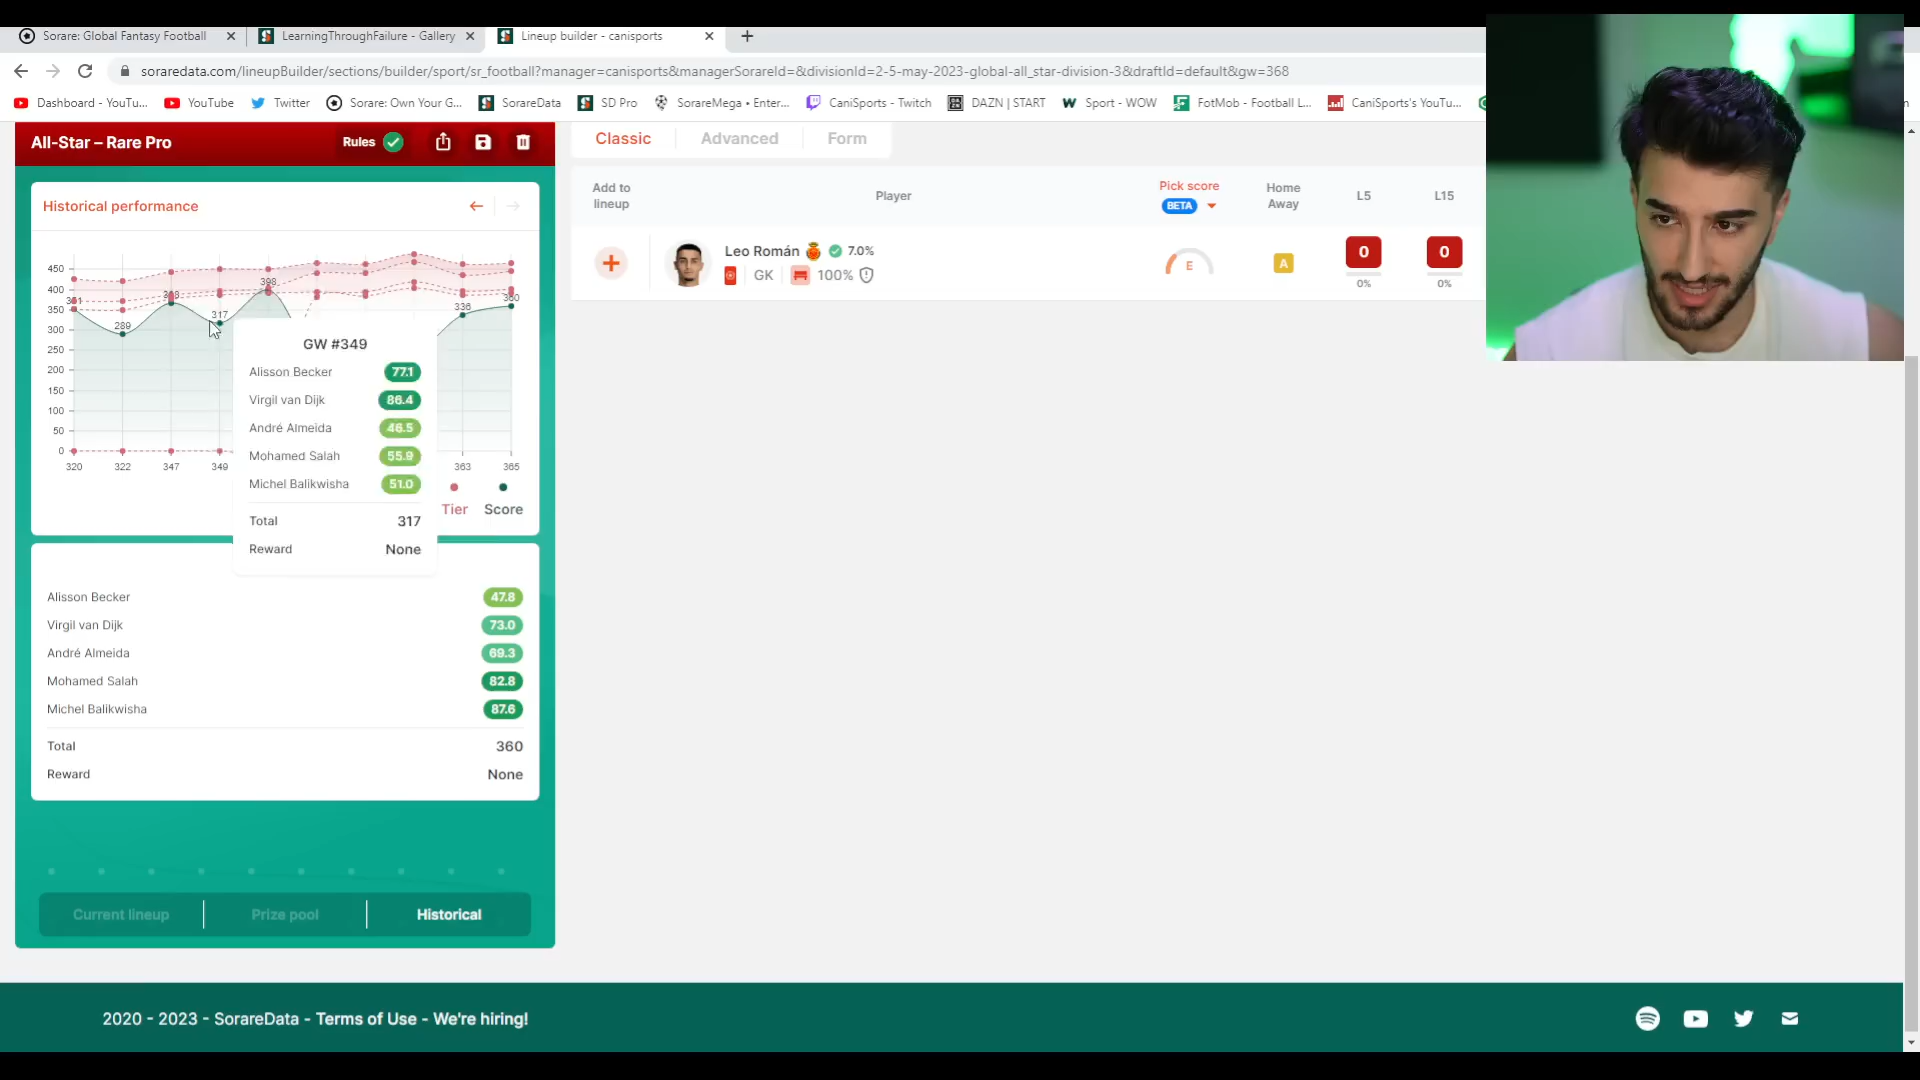 Sorare: Global Fantasy Football
LearningThroughFailure - Gallery
Lineup builder - canisports
soraredata.com/lineupBuilder/sections/builder/sport/sr_football?manager=canisports&managerSorareId=&divisionId=2-5-may-2023-global-all_star-division-3&draftId=default&gw=368
Dashboard - YouTu...
YouTube
Twitter
Sorare: Own Your G...
SorareData
SD Pro
SorareMega • Enter...
CaniSports - Twitch
DAZN | START
Sport - WOW
FotMob - Football L...
CaniSports's YouTu...
All-Star – Rare Pro
Rules
Classic
Advanced
Form
Historical performance
Add to lineup
Player
Pick score
BETA
Home Away
L5
L15
Leo Román
7.0%
GK
100%
E
A
0
0%
0
0%
450
400
350
300
250
200
150
100
50
0
289
317
398
336
360
320
322
347
349
363
365
GW #349
Alisson Becker 77.1
Virgil van Dijk 86.4
André Almeida 46.5
Mohamed Salah 55.9
Michel Balikwisha 51.0
Total 317
Reward None
Tier
Score
Alisson Becker 47.8
Virgil van Dijk 73.0
André Almeida 69.3
Mohamed Salah 82.8
Michel Balikwisha 87.6
Total 360
Reward None
Current lineup
Prize pool
Historical
2020 - 2023 - SorareData - Terms of Use - We're hiring!